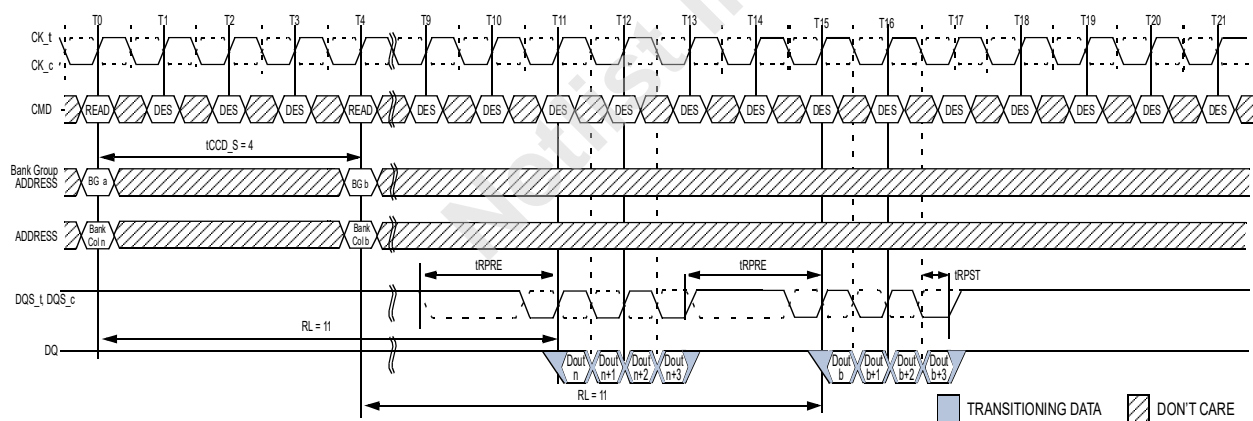 T0 T1 T2 T3 T4 T9 T10 T11 T12 T13 T14 T15 T16 T17 T18 T19 T20 T21
CK_t
CK_c
CMD READ DES DES DES READ DES DES DES DES DES DES DES DES DES DES DES DES DES
tCCD_S = 4
Bank Group
ADDRESS
BG a BG b
ADDRESS
Bank
Col n
Bank
Col b
tRPRE tRPRE tRPST
DQS_t, DQS_c
RL = 11
DQ
Dout
n
Dout
n+1
Dout
n+2
Dout
n+3
Dout
b
Dout
b+1
Dout
b+2
Dout
b+3
RL = 11
TRANSITIONING DATA DON'T CARE
Netlist